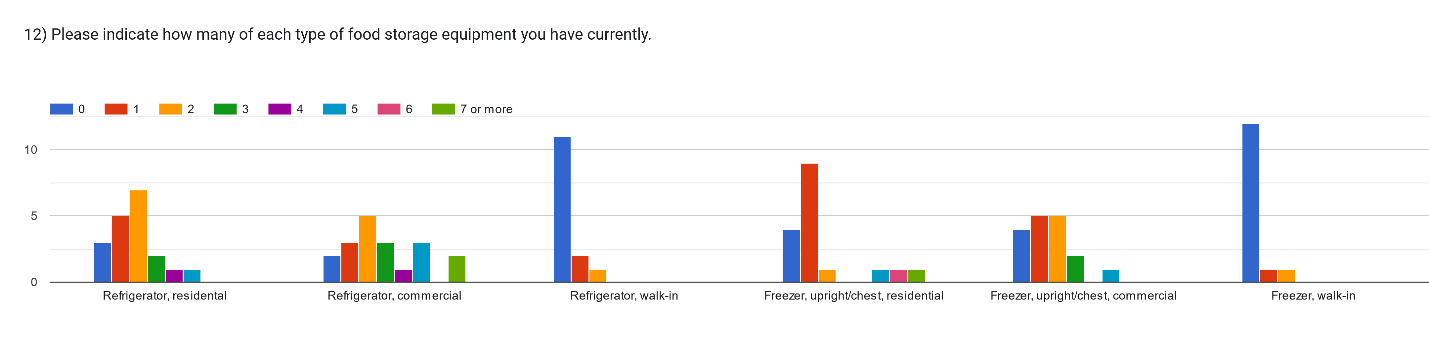 12) Please indicate how many of each type of food storage equipment you have currently.
0 1 2 3 4 5 6 7 or more
10
5
0
Refrigerator, residental Refrigerator, commercial Refrigerator, walk-in Freezer, upright/chest, residential Freezer, upright/chest, commercial Freezer, walk-in